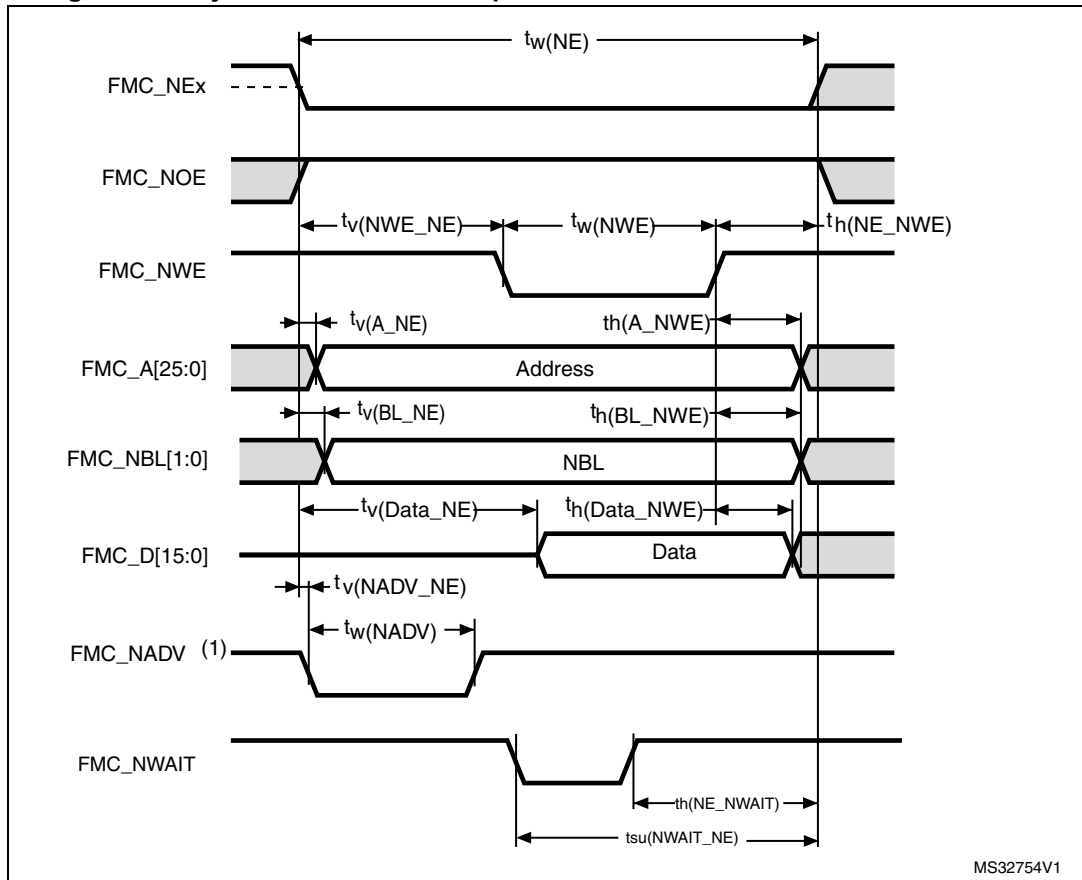 tw(NE)
FMC_NEx
FMC_NOE
tv(NWE_NE) tw(NWE) th(NE_NWE)
FMC_NWE
tv(A_NE) th(A_NWE)
FMC_A[25:0] Address
tv(BL_NE) th(BL_NWE)
FMC_NBL[1:0] NBL
tv(Data_NE) th(Data_NWE)
FMC_D[15:0] Data
tv(NADV_NE)
tw(NADV)
FMC_NADV (1)
FMC_NWAIT
th(NE_NWAIT)
tsu(NWAIT_NE)
MS32754V1